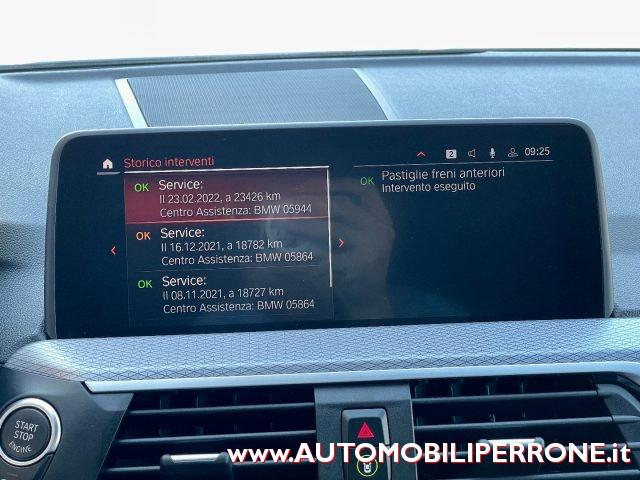 Storico interventi
2
09:25
OK Service:
Il 23.02.2022, a 23426 km
Centro Assistenza: BMW 05944
OK Service:
Il 16.12.2021, a 18782 km
Centro Assistenza: BMW 05864
OK Service:
Il 08.11.2021, a 18727 km
Centro Assistenza: BMW 05864
OK Pastiglie freni anteriori
Intervento eseguito
START
STOP
ENGINE
www.AUTOMOBILIPERRONE.it